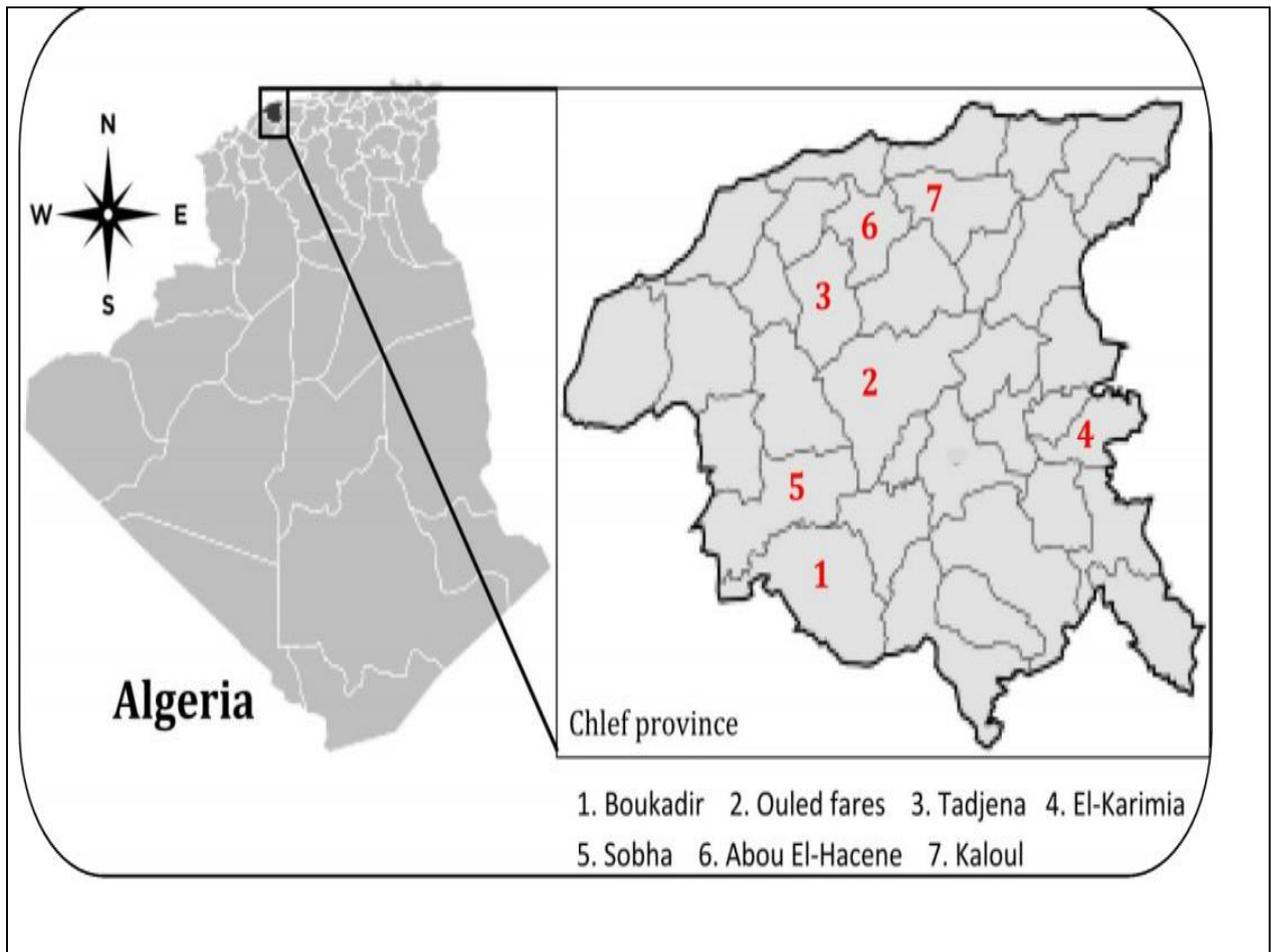 N
W E
S
7
6
3
2
4
5
1
Algeria
Chlef province
1. Boukadir 2. Ouled fares 3. Tadjena 4. El-Karimia
5. Sobha 6. Abou El-Hacene 7. Kaloul